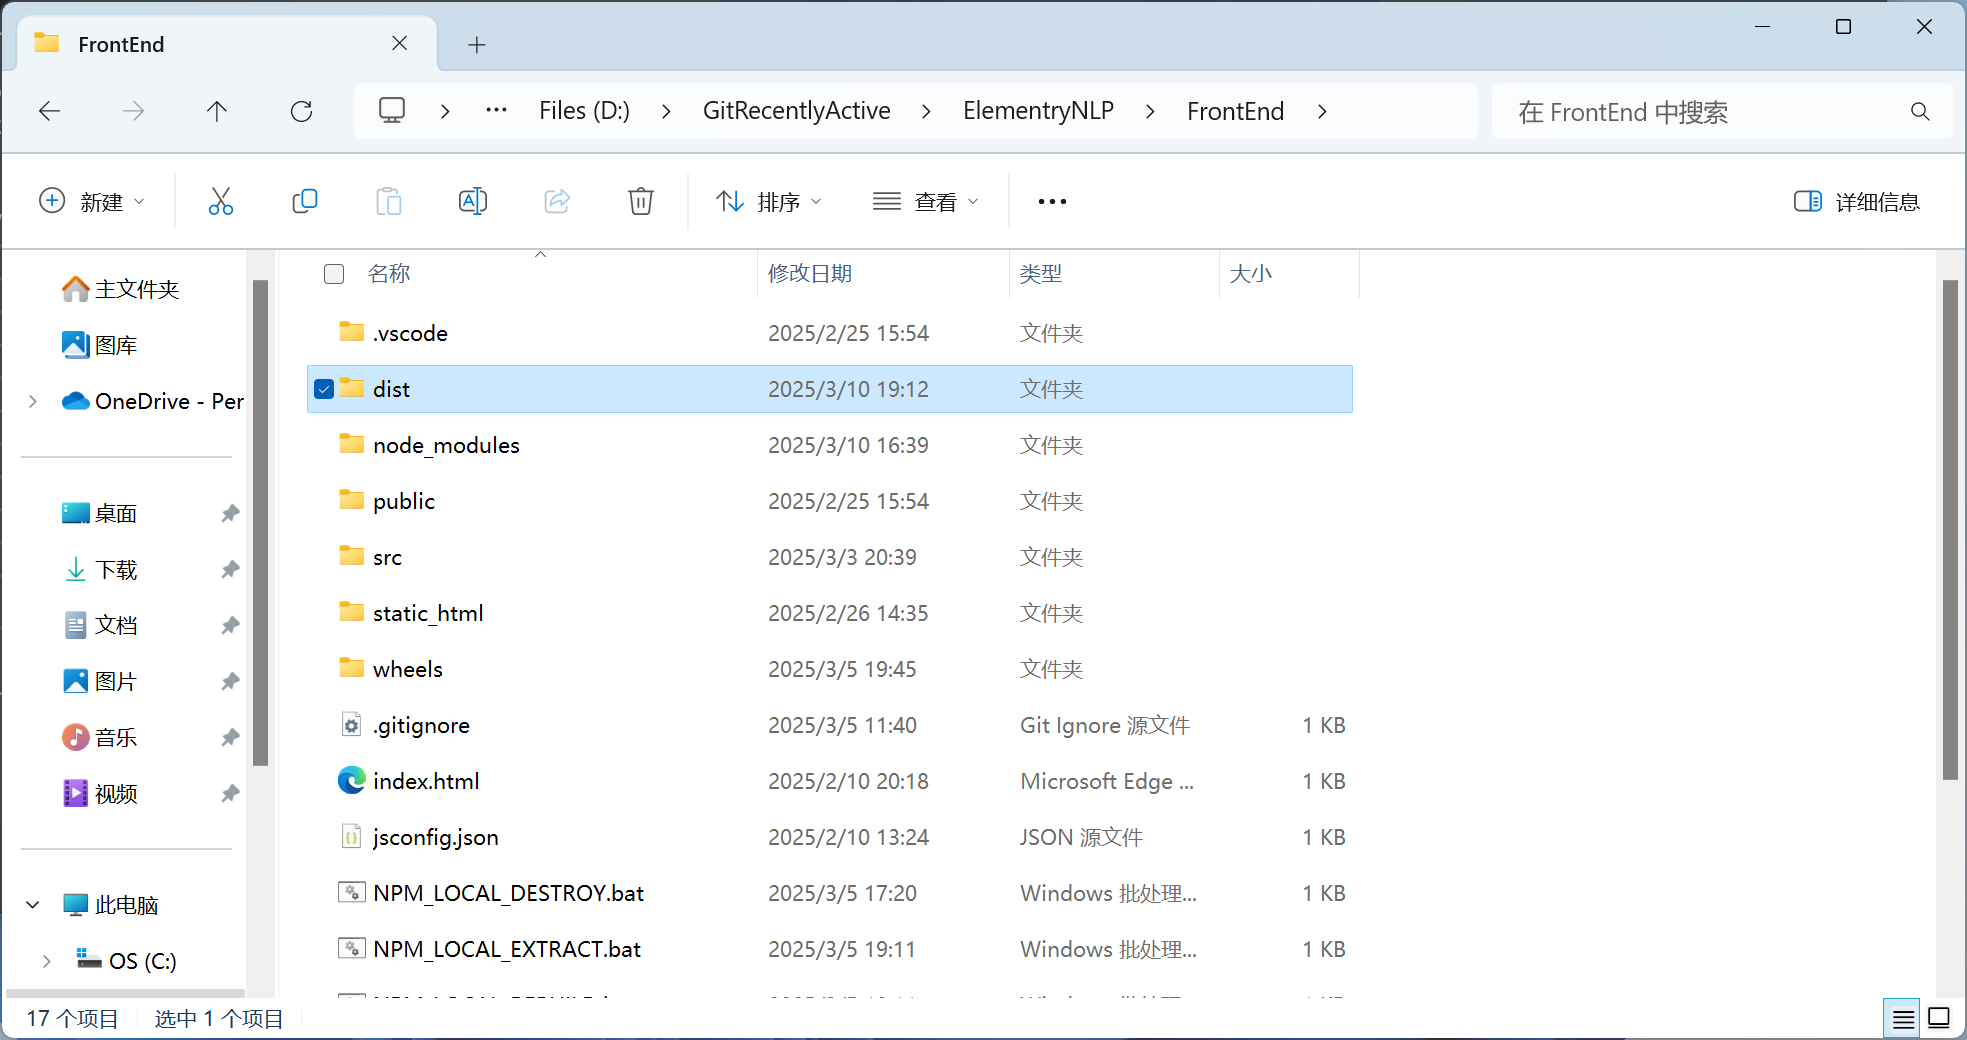 FrontEnd
Files (D:) GitRecentlyActive ElementryNLP FrontEnd 在 FrontEnd 中搜索
新建 排序 查看 详细信息
名称 修改日期 类型 大小
主文件夹
图库
OneDrive - Per
桌面
下载
文档
图片
音乐
视频
此电脑
OS (C:)
.vscode 2025/2/25 15:54 文件夹
dist 2025/3/10 19:12 文件夹
node_modules 2025/3/10 16:39 文件夹
public 2025/2/25 15:54 文件夹
src 2025/3/3 20:39 文件夹
static_html 2025/2/26 14:35 文件夹
wheels 2025/3/5 19:45 文件夹
.gitignore 2025/3/5 11:40 Git Ignore 源文件 1 KB
index.html 2025/2/10 20:18 Microsoft Edge ... 1 KB
jsconfig.json 2025/2/10 13:24 JSON 源文件 1 KB
NPM_LOCAL_DESTROY.bat 2025/3/5 17:20 Windows 批处理... 1 KB
NPM_LOCAL_EXTRACT.bat 2025/3/5 19:11 Windows 批处理... 1 KB
17 个项目 选中 1 个项目